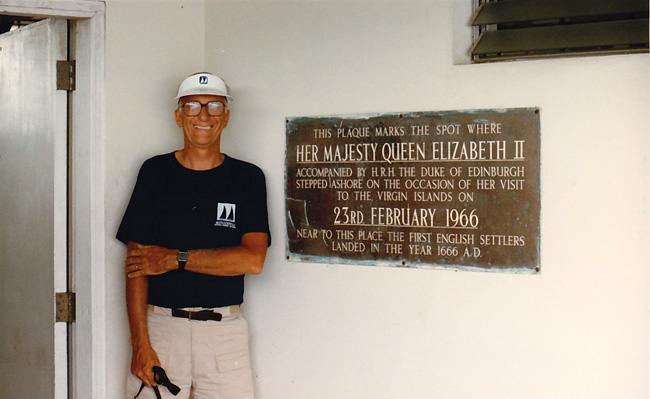 THIS PLAQUE MARKS THE SPOT WHERE
HER MAJESTY QUEEN ELIZABETH II
ACCOMPANIED BY H.R.H. THE DUKE OF EDINBURGH
STEPPED ASHORE ON THE OCCASION OF HER VISIT
TO THE VIRGIN ISLANDS ON
23RD FEBRUARY 1966
NEAR TO THIS PLACE THE FIRST ENGLISH SETTLERS
LANDED IN THE YEAR 1666 A.D.